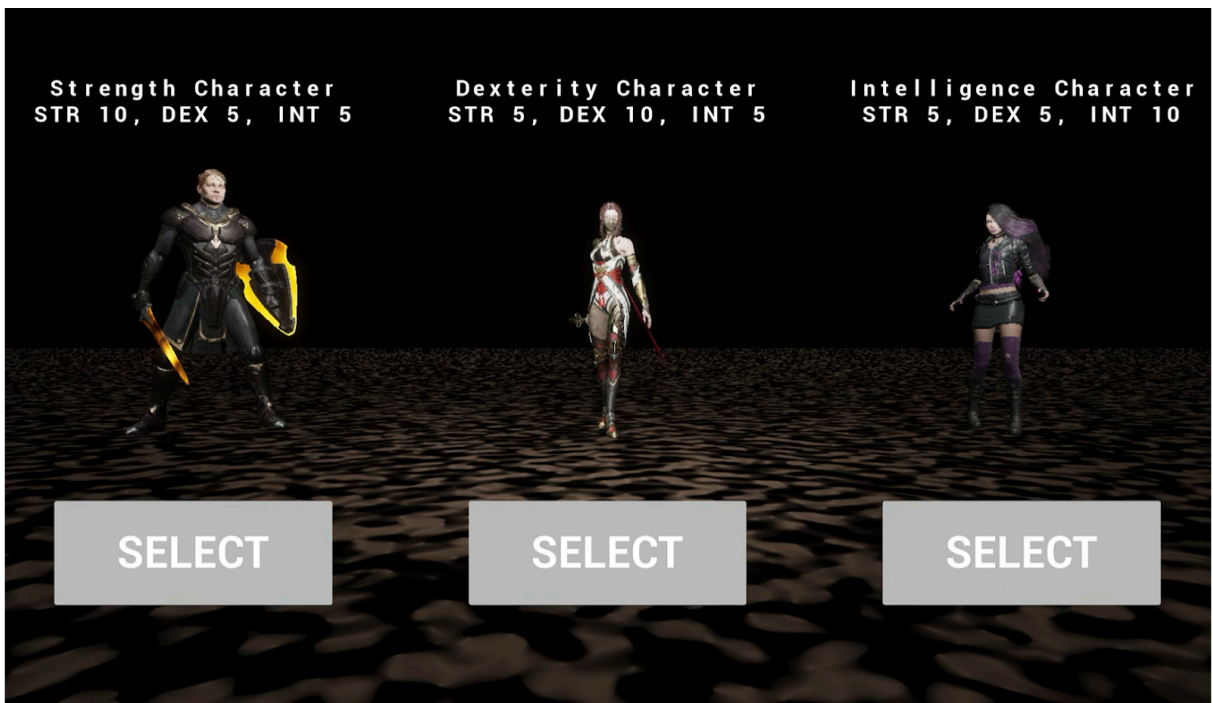 Strength Character
STR 10, DEX 5, INT 5
Dexterity Character
STR 5, DEX 10, INT 5
Intelligence Character
STR 5, DEX 5, INT 10
SELECT
SELECT
SELECT